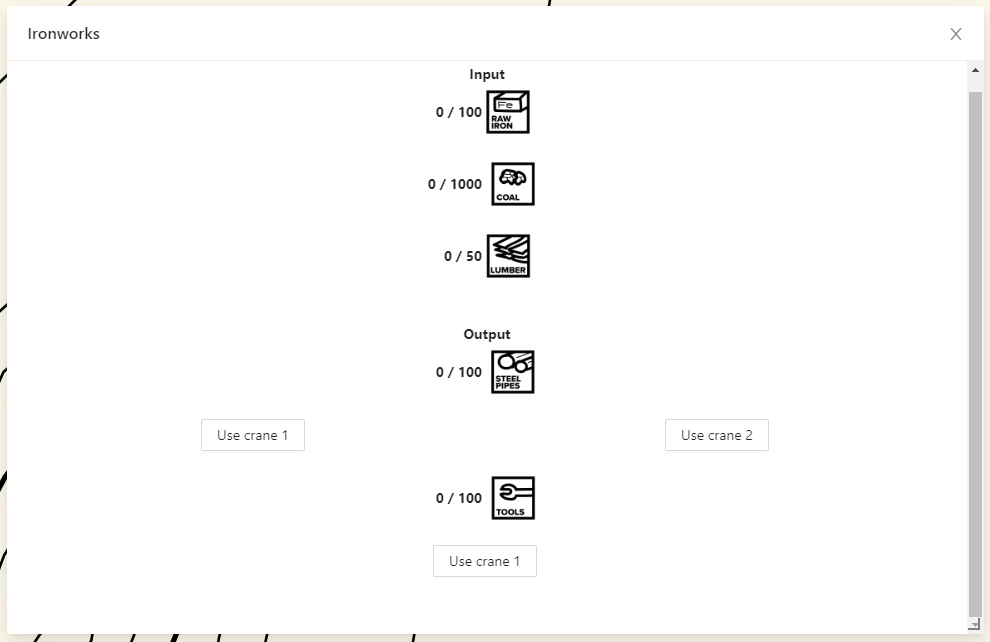 Ironworks
Input
0 / 100
Fe
RAW
IRON
0 / 1000
COAL
0 / 50
LUMBER
Output
0 / 100
STEEL
PIPES
Use crane 1
Use crane 2
0 / 100
TOOLS
Use crane 1